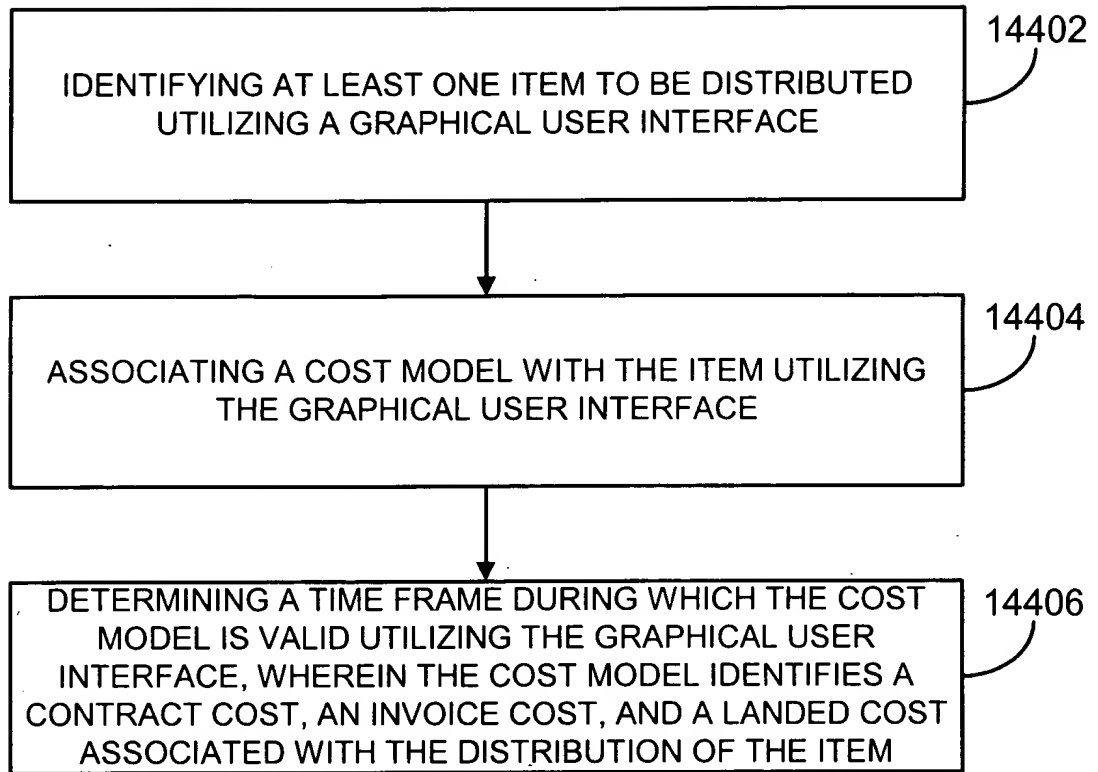 14402
IDENTIFYING AT LEAST ONE ITEM TO BE DISTRIBUTED
UTILIZING A GRAPHICAL USER INTERFACE
14404
ASSOCIATING A COST MODEL WITH THE ITEM UTILIZING
THE GRAPHICAL USER INTERFACE
14406
DETERMINING A TIME FRAME DURING WHICH THE COST
MODEL IS VALID UTILIZING THE GRAPHICAL USER
INTERFACE, WHEREIN THE COST MODEL IDENTIFIES A
CONTRACT COST, AN INVOICE COST, AND A LANDED COST
ASSOCIATED WITH THE DISTRIBUTION OF THE ITEM